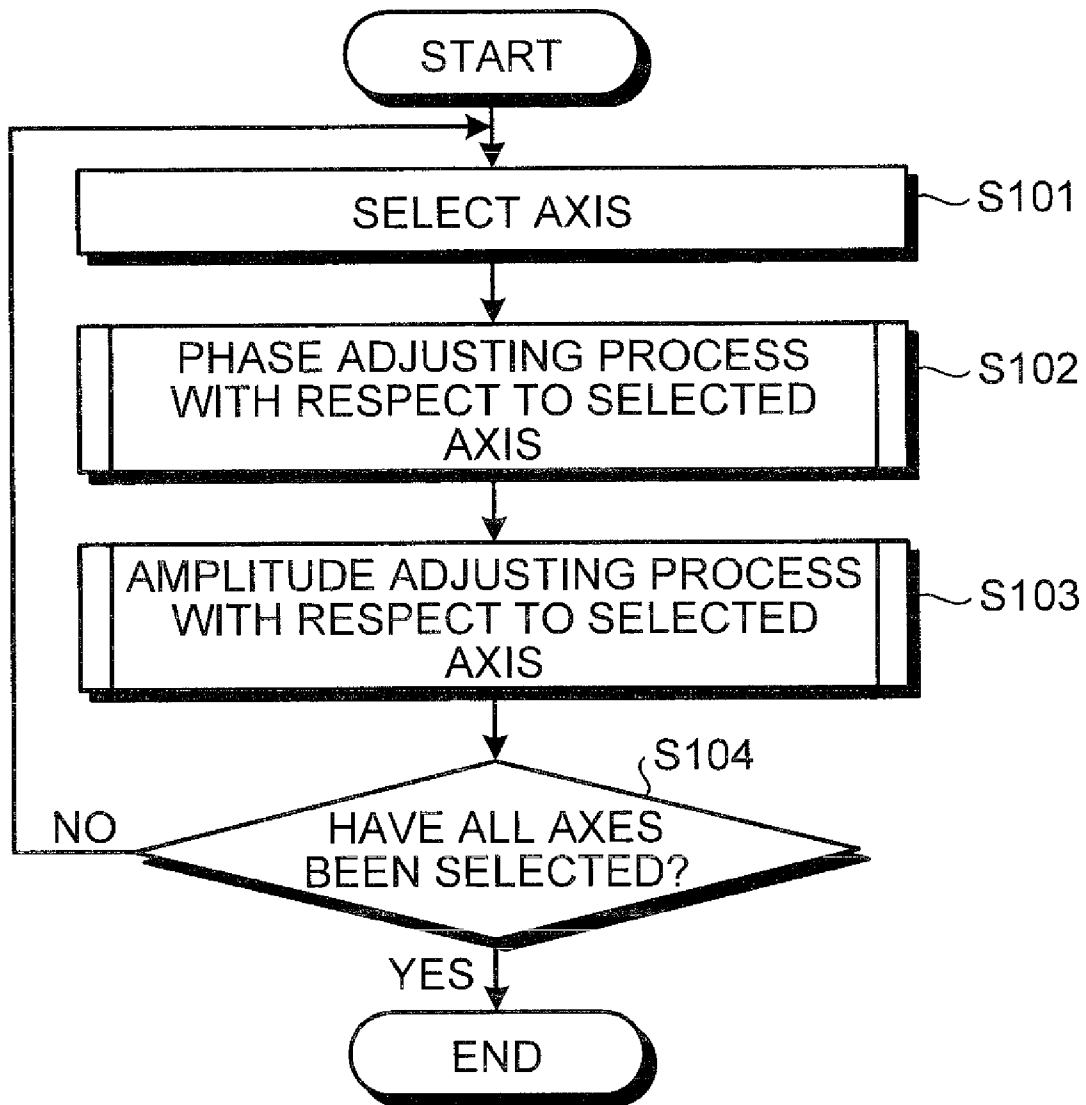 START
SELECT AXIS
S101
PHASE ADJUSTING PROCESS
WITH RESPECT TO SELECTED
AXIS
S102
AMPLITUDE ADJUSTING PROCESS
WITH RESPECT TO SELECTED
AXIS
S103
S104
HAVE ALL AXES
BEEN SELECTED?
NO
YES
END